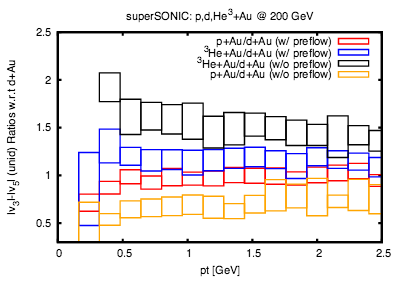 superSONIC: p,d,He³+Au @ 200 GeV
p+Au/d+Au (w/ preflow)
³He+Au/d+Au (w/ preflow)
³He+Au/d+Au (w/o preflow)
p+Au/d+Au (w/o preflow)
|v₃|-|v₅| (unid) Ratios w.r.t d+Au
2.5
2
1.5
1
0.5
0
0.5
1
1.5
2
2.5
pt [GeV]